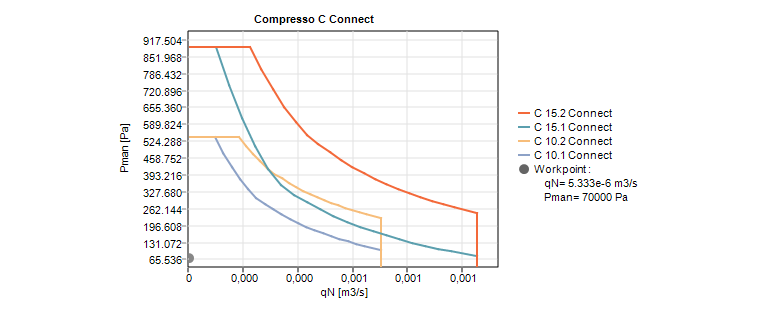 Compresso C Connect
Pman [Pa]
917.504
851.968
786.432
720.896
655.360
589.824
524.288
458.752
393.216
327.680
262.144
196.608
131.072
65.536
0
0,000
0,000
0,001
0,001
0,001
qN [m3/s]
C 15.2 Connect
C 15.1 Connect
C 10.2 Connect
C 10.1 Connect
Workpoint:
qN= 5.333e-6 m3/s
Pman= 70000 Pa